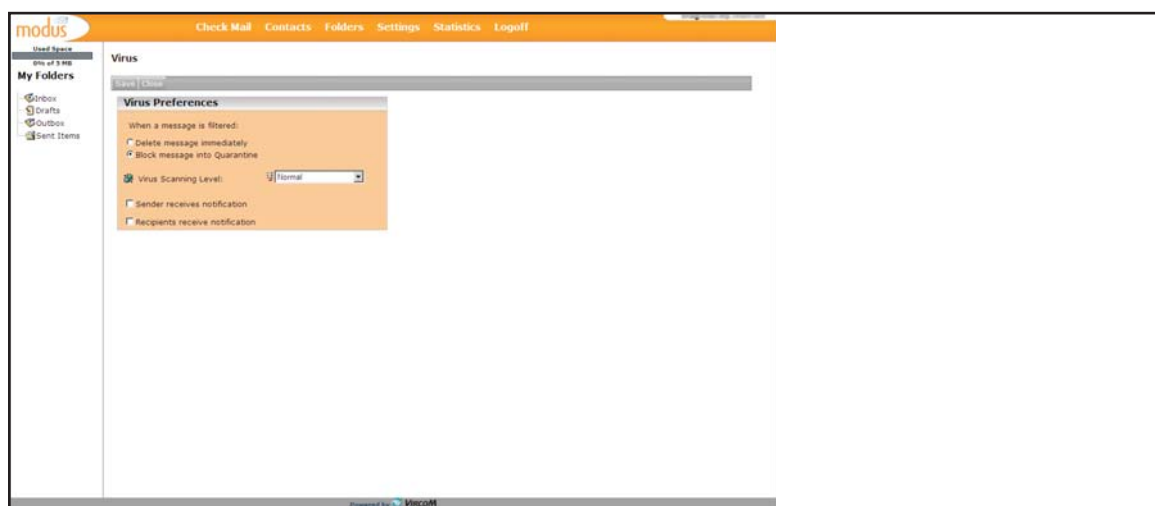 modus
Check Mail Contacts Folders Settings Statistics Logoff
Used Space
0% of 5 MB
My Folders
Inbox
Drafts
Outbox
Sent Items
Virus
Save | Close
Virus Preferences
When a message is filtered:
Delete message immediately
Block message into Quarantine
Virus Scanning Level:
Normal
Sender receives notification
Recipients receive notification
Powered by VIRCOM